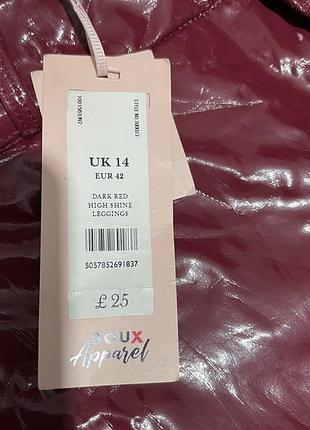 UK 14
EUR 42
DARK RED
HIGH SHINE
LEGGINGS
5057852691837
£ 25
Apparel